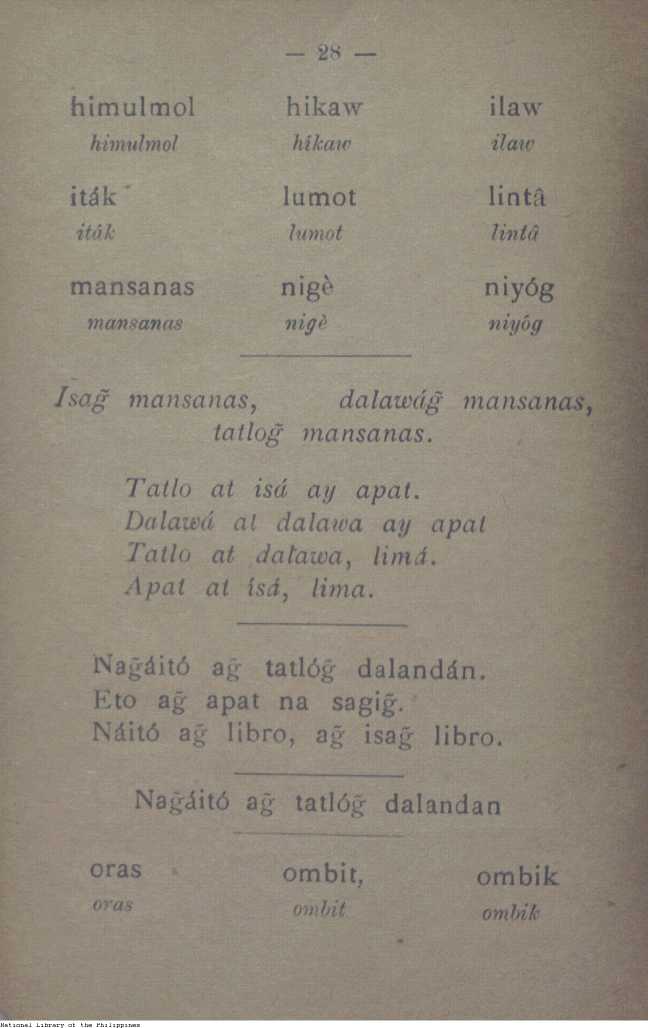 — 28 —
himulmol hikaw ilaw
himulmol hikaw ilaw
iták lumot lintâ
iták lumot lintâ
mansanas nigè niyóg
mansanas nigè niyóg
Isag̃ mansanas, dalawág̃ mansanas,
tatlog̃ mansanas.
Tatlo at isá ay apat.
Dalawá at dalawa ay apat
Tatlo at dalawa, limá.
Apat at ísá, lima.
Nag̃áitó ag̃ tatlóg̃ dalandán.
Eto ag̃ apat na sagig̃.
Náitó ag̃ libro, ag̃ isag̃ libro.
Nag̃áitó ag̃ tatlóg̃ dalandan
oras ombit, ombik
oras ombit ombik
National Library of the Philippines